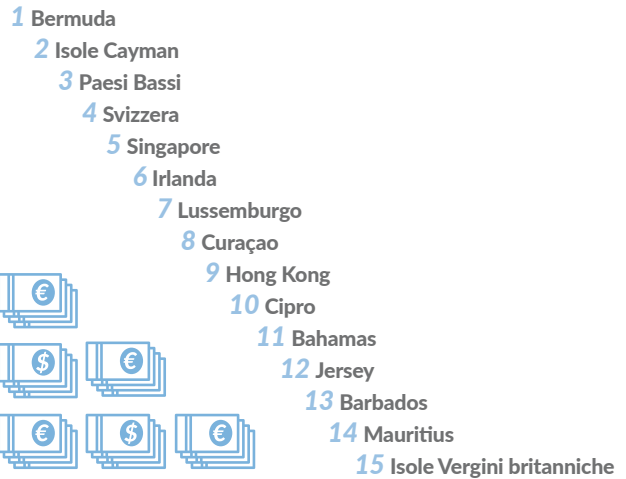 1 Bermuda
2 Isole Cayman
3 Paesi Bassi
4 Svizzera
5 Singapore
6 Irlanda
7 Lussemburgo
8 Curaçao
9 Hong Kong
10 Cipro
11 Bahamas
12 Jersey
13 Barbados
14 Mauritius
15 Isole Vergini britanniche
€
$ €
€ $ €